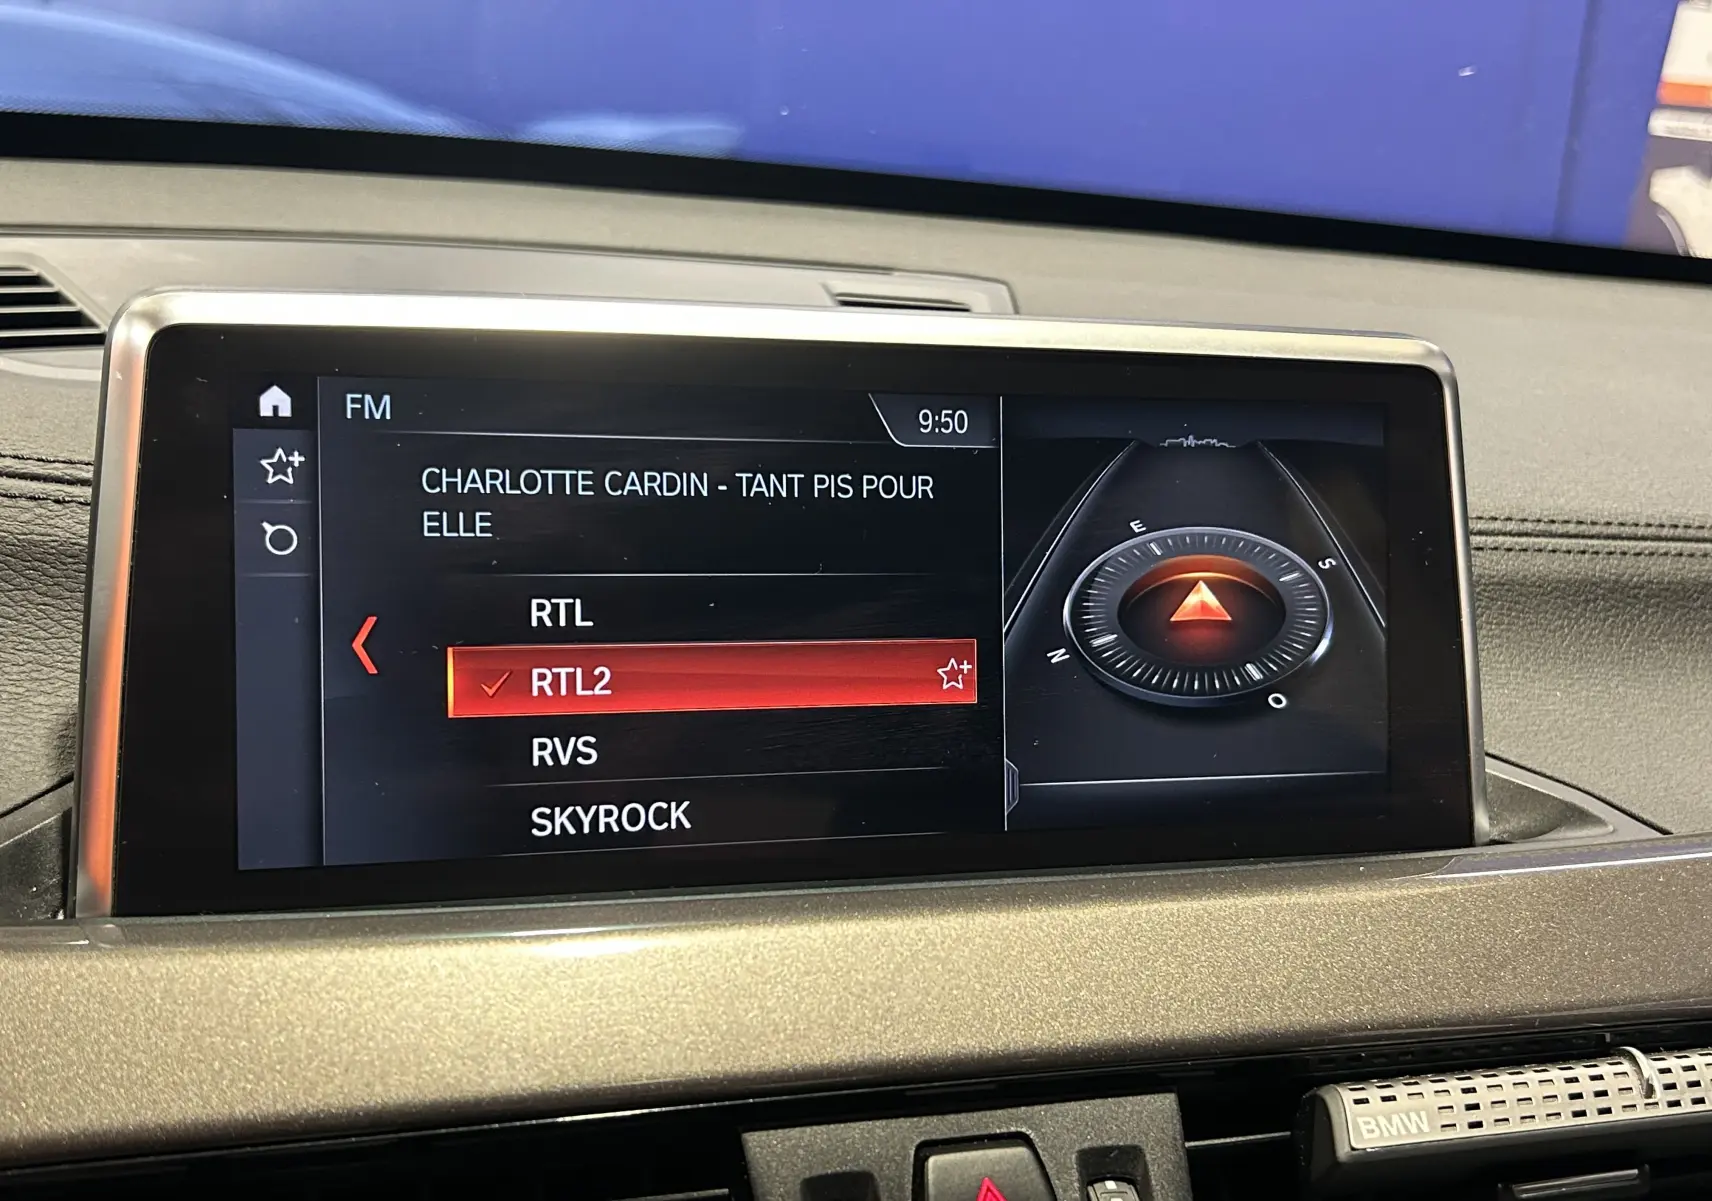 FM
9:50
CHARLOTTE CARDIN - TANT PIS POUR
ELLE
RTL
RTL2
RVS
SKYROCK
E
S
N
O
BMW